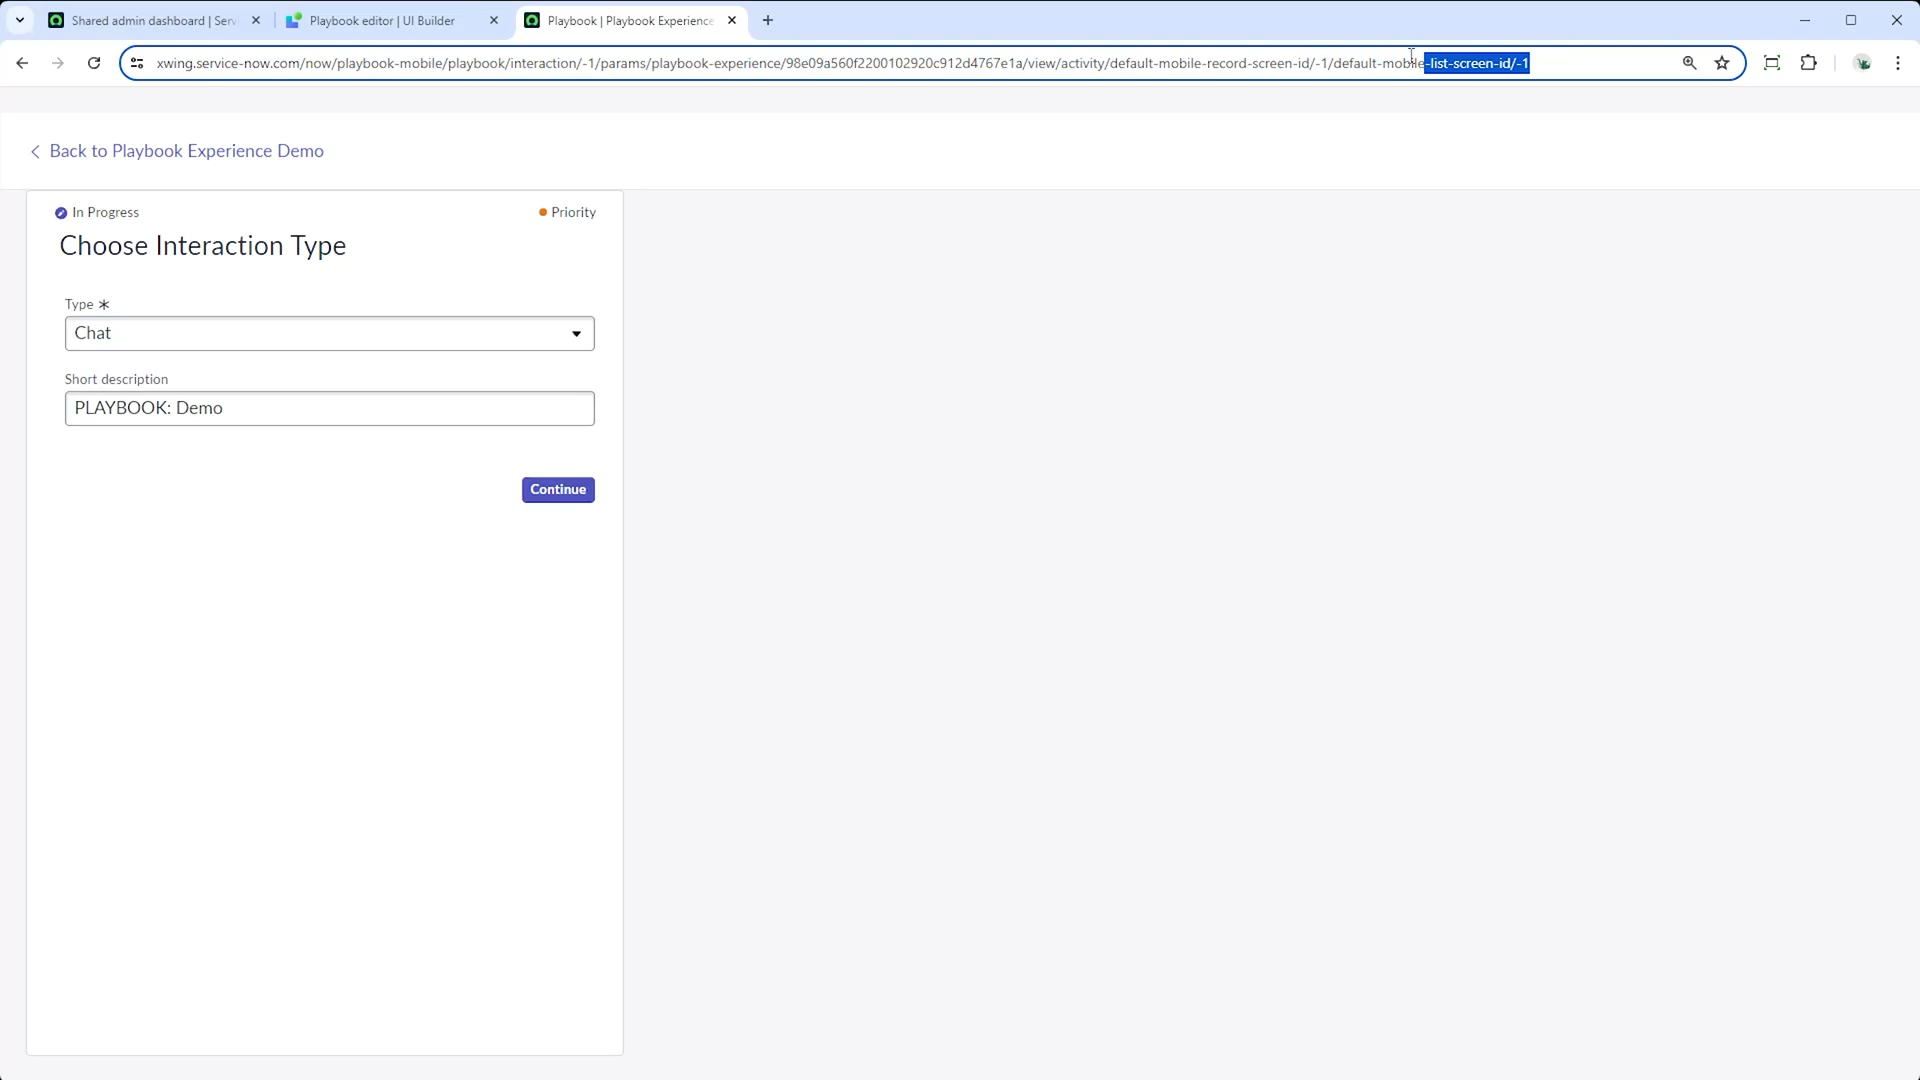 Shared admin dashboard | Serv
Playbook editor | UI Builder
Playbook | Playbook Experience
xwing.service-now.com/now/playbook-mobile/playbook/interaction/-1/params/playbook-experience/98e09a560f2200102920c912d4767e1a/view/activity/default-mobile-record-screen-id/-1/default-mobile-list-screen-id/-1
Back to Playbook Experience Demo
In Progress
Priority
Choose Interaction Type
Type
Chat
Short description
PLAYBOOK: Demo
Continue